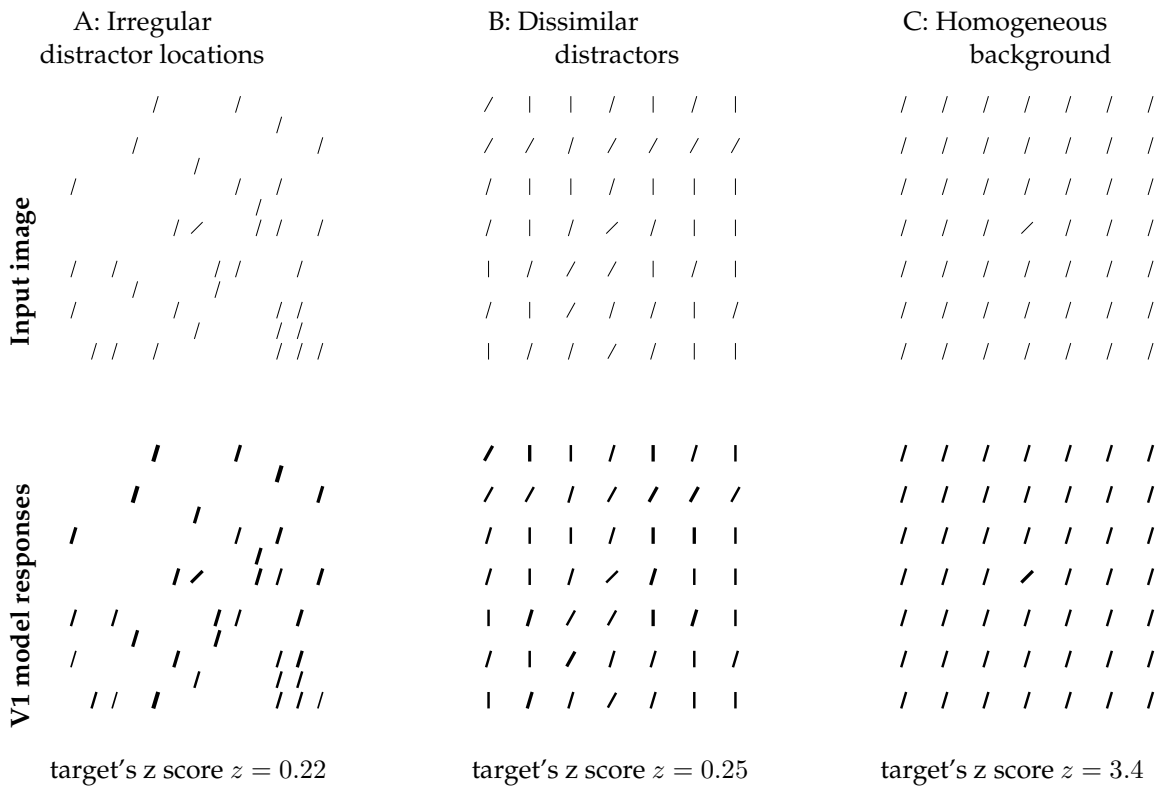 A: Irregular
distractor locations
B: Dissimilar
distractors
C: Homogeneous
background
Input image
V1 model responses
target's z score z = 0.22
target's z score z = 0.25
target's z score z = 3.4